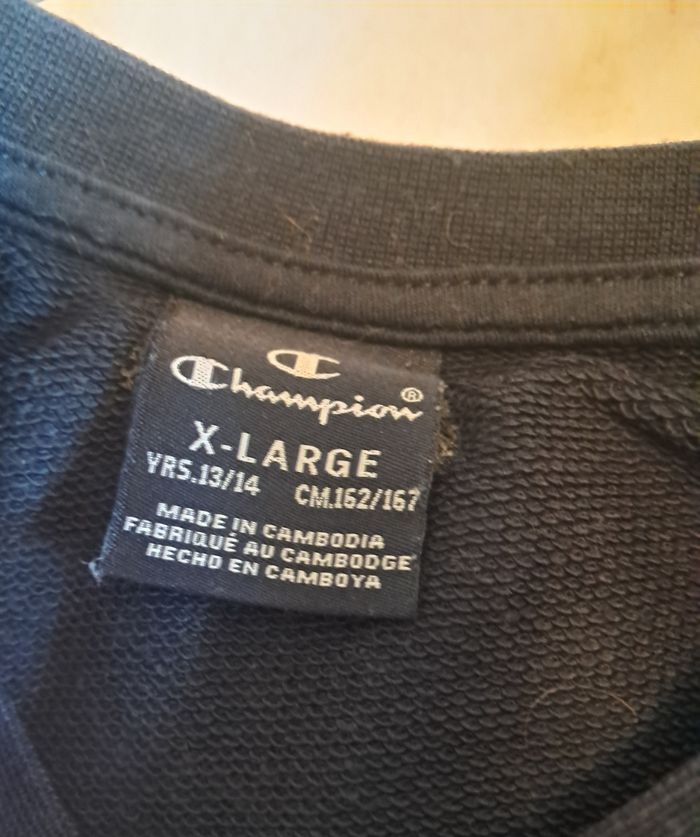 Champion®
X-LARGE
YRS.13/14 CM.162/167
MADE IN CAMBODIA
FABRIQUÉ AU CAMBODGE
HECHO EN CAMBOYA